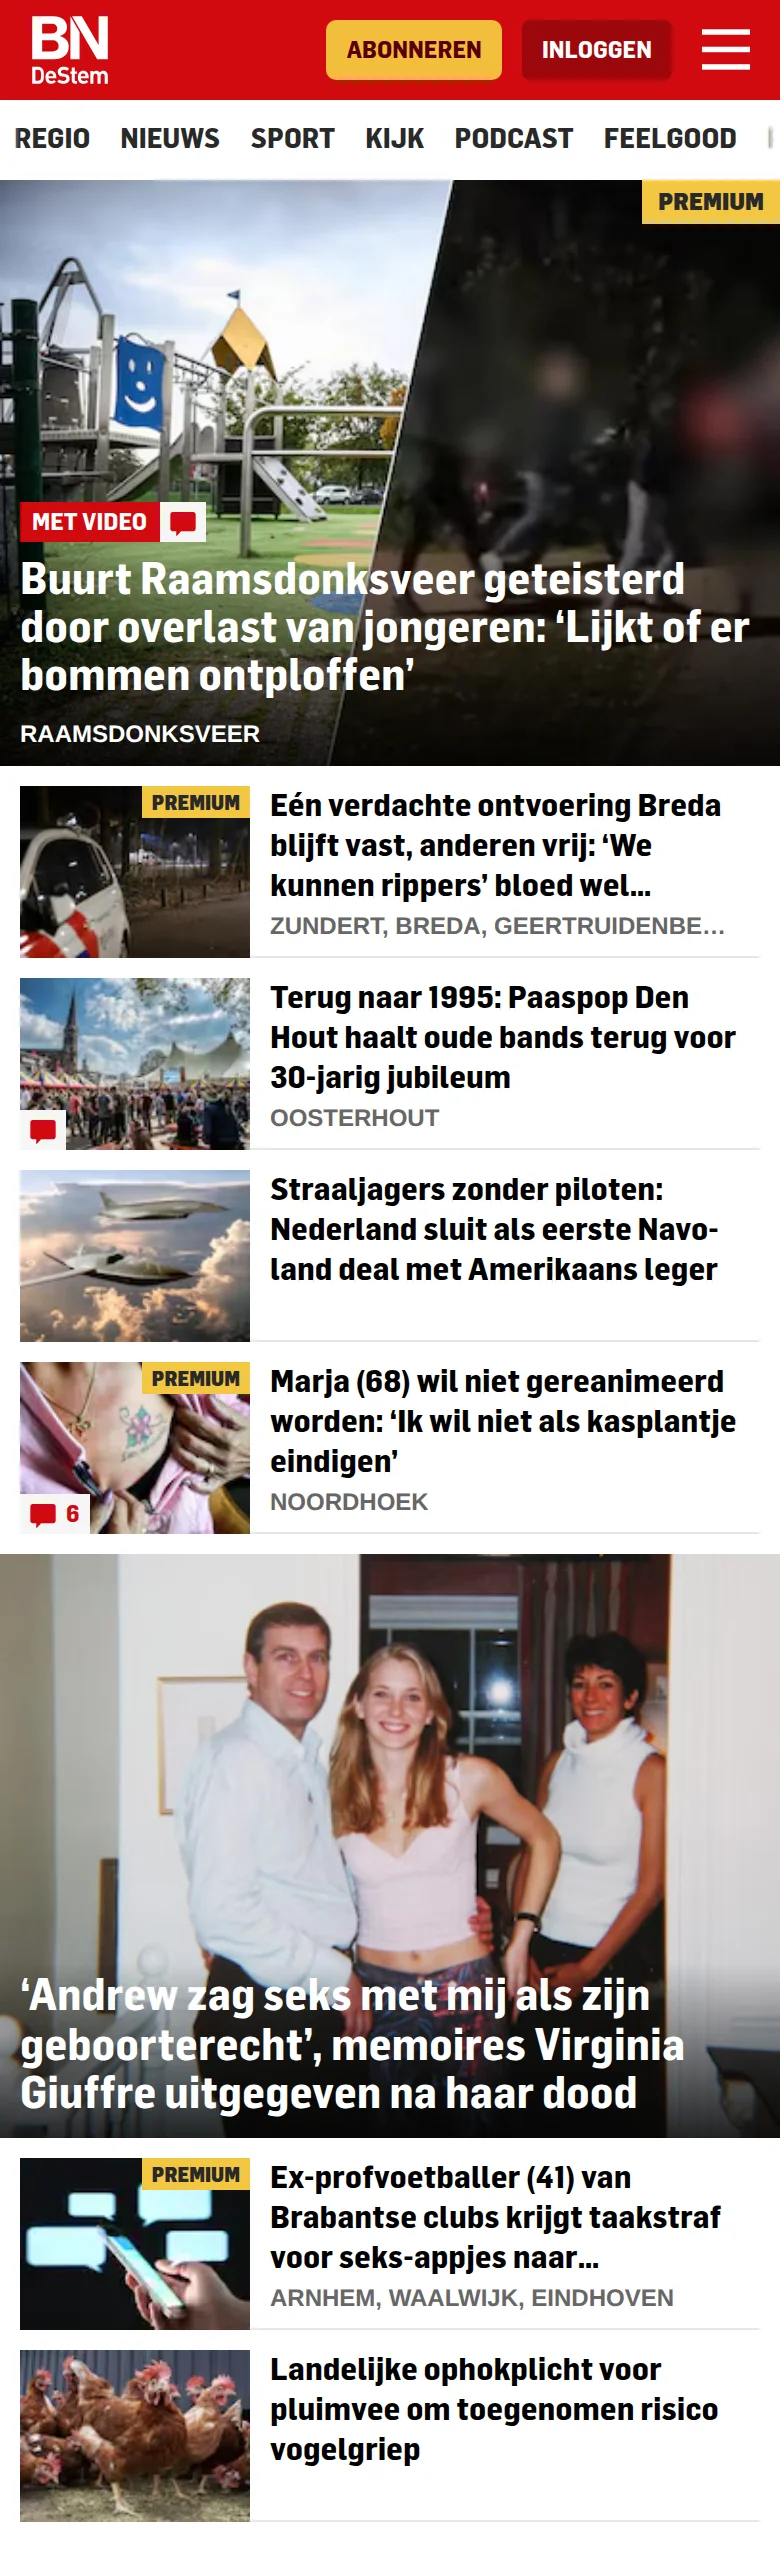 BN
DeStem
ABONNEREN
INLOGGEN
REGIO NIEUWS SPORT KIJK PODCAST FEELGOOD
PREMIUM
MET VIDEO
Buurt Raamsdonksveer geteisterd
door overlast van jongeren: ‘Lijkt of er
bommen ontploffen’
RAAMSDONKSVEER
PREMIUM
Eén verdachte ontvoering Breda
blijft vast, anderen vrij: ‘We
kunnen rippers’ bloed wel...
ZUNDERT, BREDA, GEERTRUIDENBE...
Terug naar 1995: Paaspop Den
Hout haalt oude bands terug voor
30-jarig jubileum
OOSTERHOUT
Straaljagers zonder piloten:
Nederland sluit als eerste Navo-
land deal met Amerikaans leger
PREMIUM
6
Marja (68) wil niet gereanimeerd
worden: ‘Ik wil niet als kasplantje
eindigen’
NOORDHOEK
‘Andrew zag seks met mij als zijn
geboorterecht’, memoires Virginia
Giuffre uitgegeven na haar dood
PREMIUM
Ex-profvoetballer (41) van
Brabantse clubs krijgt taakstraf
voor seks-appjes naar...
ARNHEM, WAALWIJK, EINDHOVEN
Landelijke ophokplicht voor
pluimvee om toegenomen risico
vogelgriep